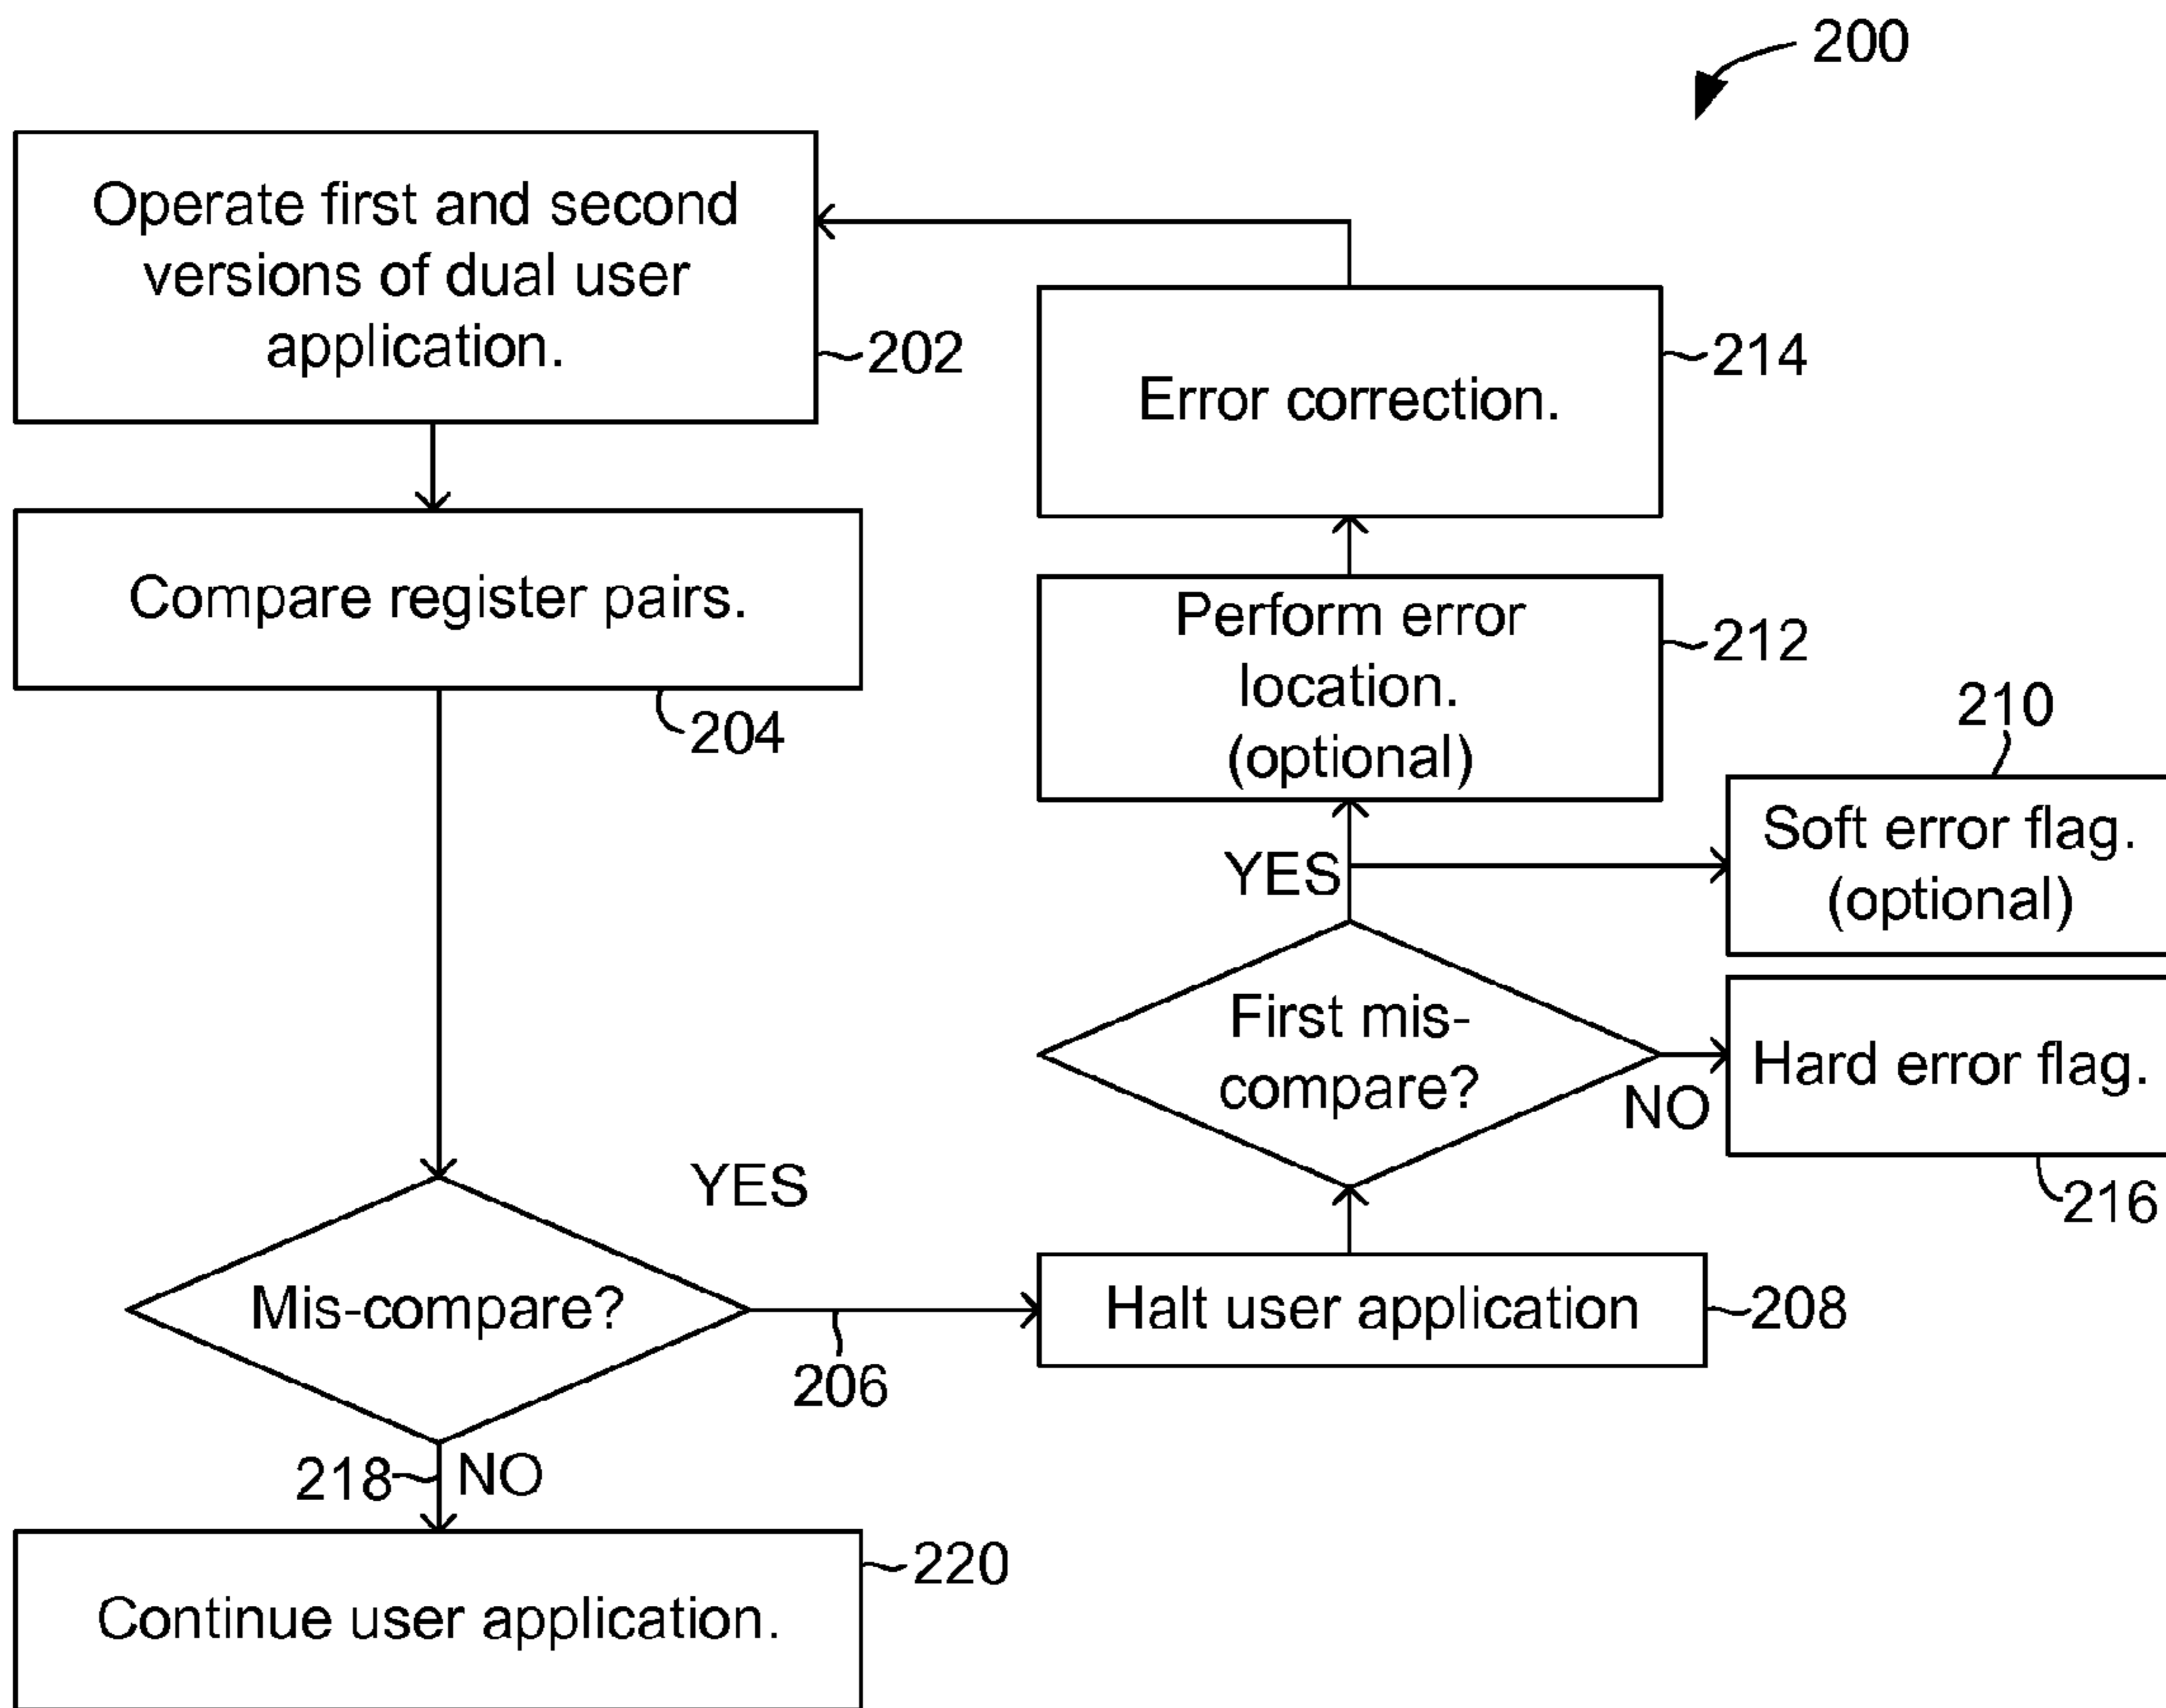 200
Operate first and second
versions of dual user
application.
202
Compare register pairs.
204
Mis-compare?
YES
206
218
NO
Continue user application.
220
Halt user application
208
First mis-
compare?
YES
NO
Perform error
location.
(optional)
212
Error correction.
214
210
Soft error flag.
(optional)
Hard error flag.
216